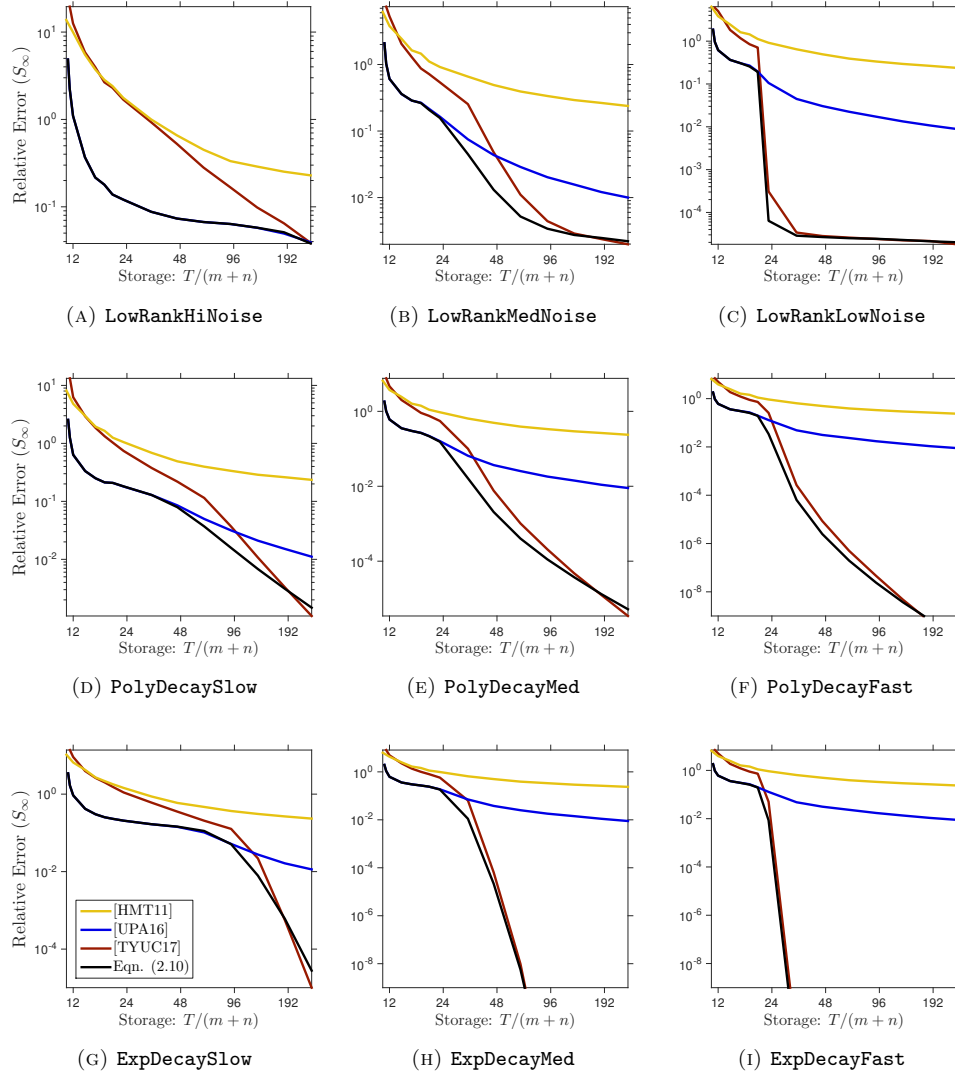 Relative Error (S∞)
10^1
10^0
10^-1
12 24 48 96 192
Storage: T/(m + n)
(A) LowRankHiNoise
10^0
10^-1
10^-2
12 24 48 96 192
Storage: T/(m + n)
(B) LowRankMedNoise
10^0
10^-1
10^-2
10^-3
10^-4
12 24 48 96 192
Storage: T/(m + n)
(C) LowRankLowNoise
Relative Error (S∞)
10^1
10^0
10^-1
10^-2
12 24 48 96 192
Storage: T/(m + n)
(D) PolyDecaySlow
10^0
10^-2
10^-4
12 24 48 96 192
Storage: T/(m + n)
(E) PolyDecayMed
10^0
10^-2
10^-4
10^-6
10^-8
12 24 48 96 192
Storage: T/(m + n)
(F) PolyDecayFast
Relative Error (S∞)
10^0
10^-2
10^-4
[HMT11]
[UPA16]
[TYUC17]
Eqn. (2.10)
12 24 48 96 192
Storage: T/(m + n)
(G) ExpDecaySlow
10^0
10^-2
10^-4
10^-6
10^-8
12 24 48 96 192
Storage: T/(m + n)
(H) ExpDecayMed
10^0
10^-2
10^-4
10^-6
10^-8
12 24 48 96 192
Storage: T/(m + n)
(I) ExpDecayFast